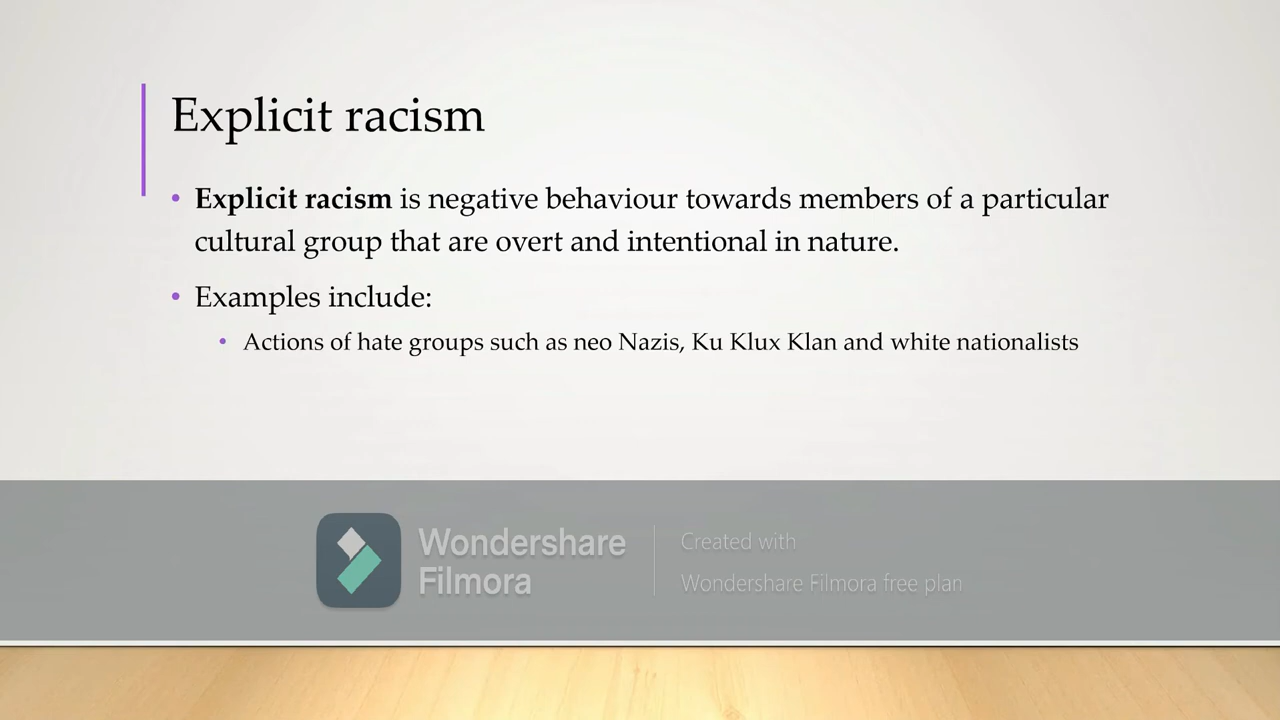 Explicit racism
• Explicit racism is negative behaviour towards members of a particular
cultural group that are overt and intentional in nature.
• Examples include:
• Actions of hate groups such as neo Nazis, Ku Klux Klan and white nationalists
Wondershare
Filmora
Created with
Wondershare Filmora free plan